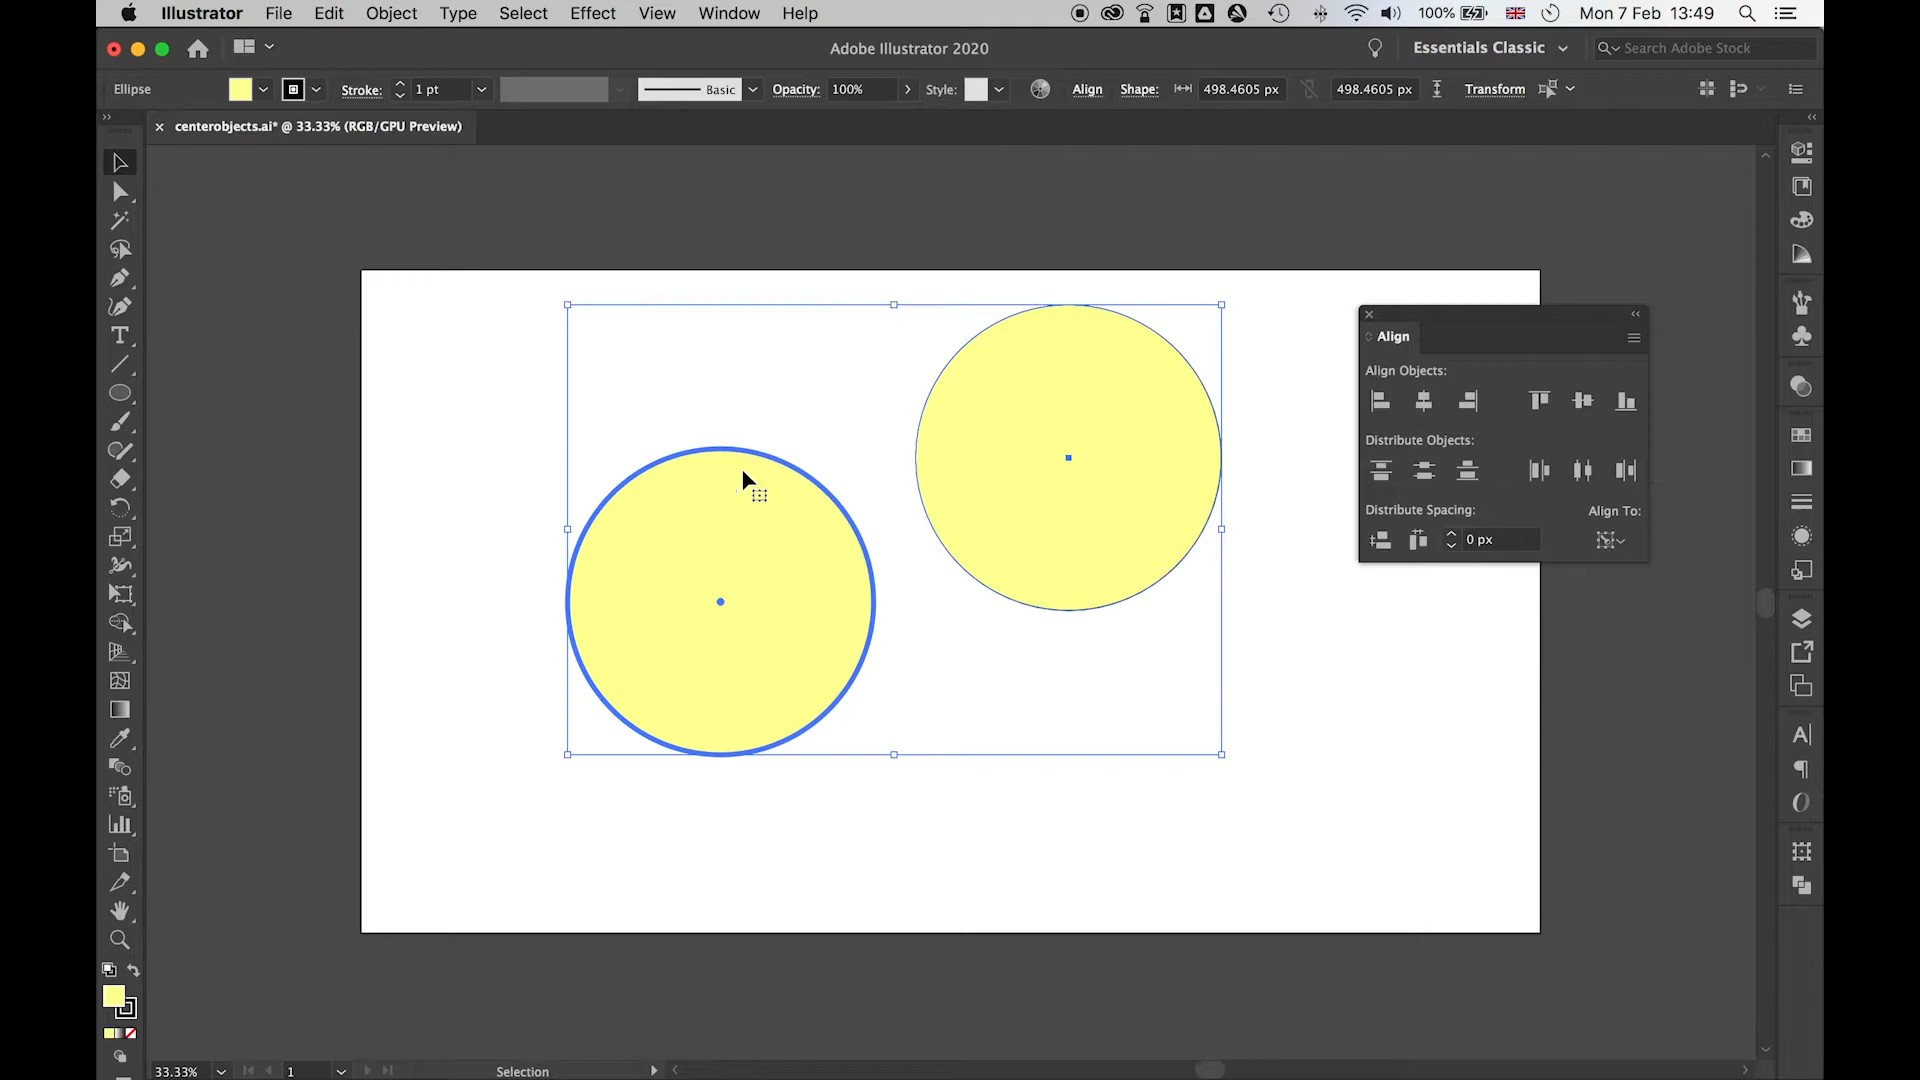 Illustrator File Edit Object Type Select Effect View Window Help 100% Mon 7 Feb 13:49
Adobe Illustrator 2020 Essentials Classic Search Adobe Stock
Ellipse Stroke: 1 pt Basic Opacity: 100% Style: Align Shape: 498.4605 px 498.4605 px Transform
centerobjects.ai* @ 33.33% (RGB/GPU Preview)
Align
Align Objects:
Distribute Objects:
Distribute Spacing: Align To:
0 px
33.33% 1 Selection